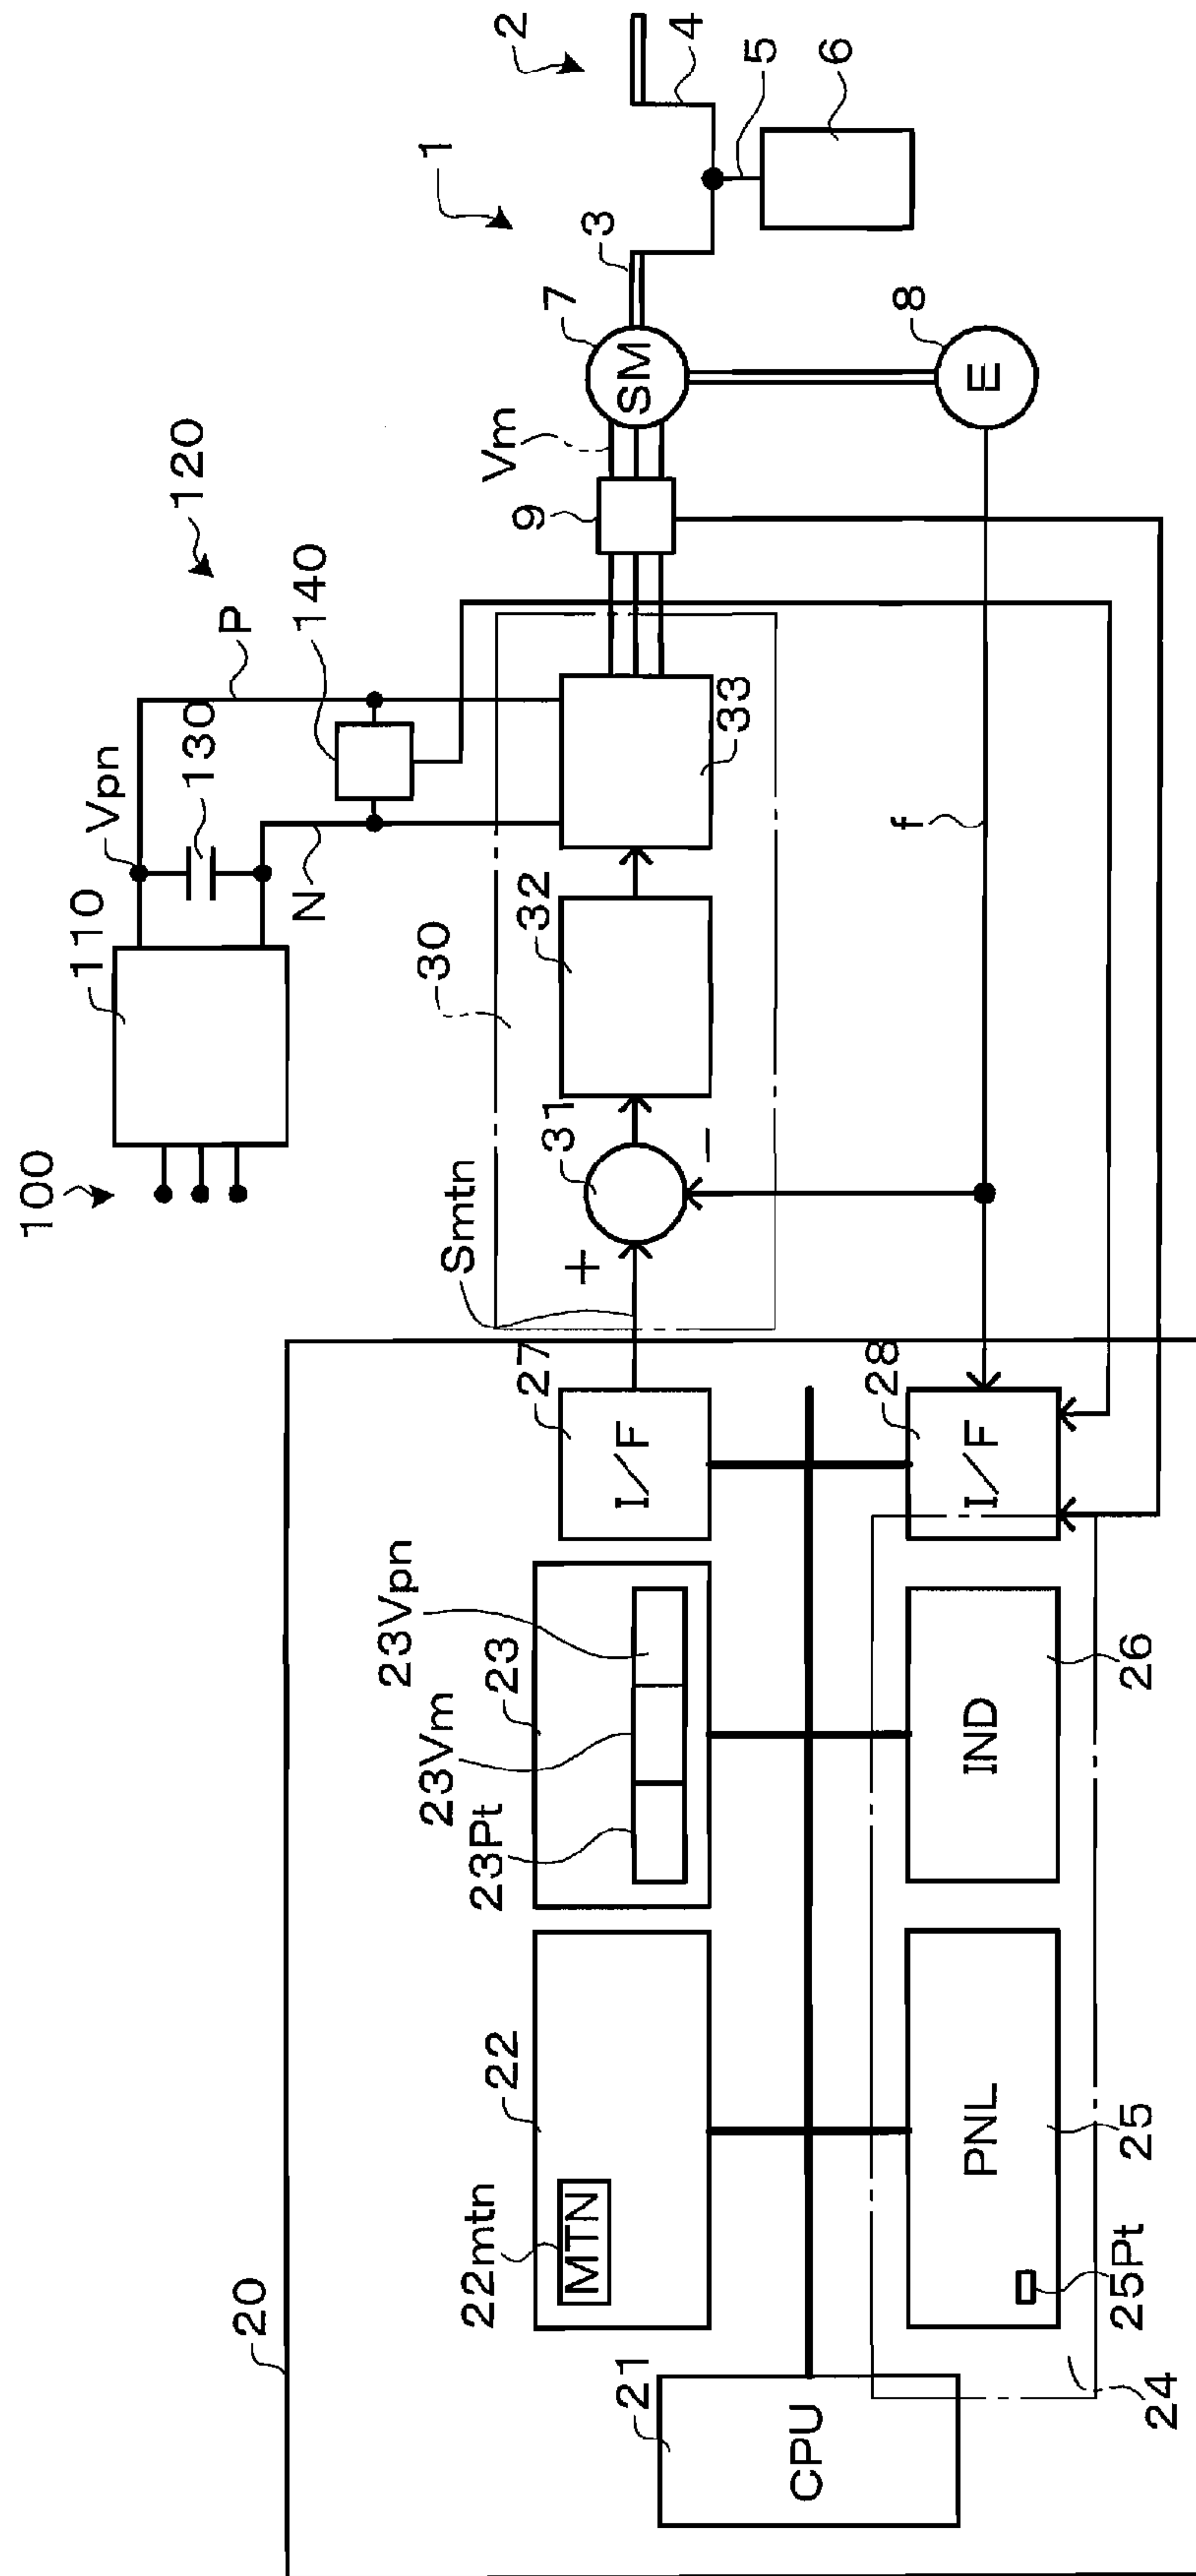 100
110
Vpn
130
P
120
140
N
1
2
3
4
5
6
7
SM
Vm
9
8
E
30
31
32
33
Smtn
+
−
f
20
21
CPU
22
22mtn
MTN
23
23Pt
23Vm
23Vpn
27
I/F
28
I/F
24
25
PNL
25Pt
26
IND